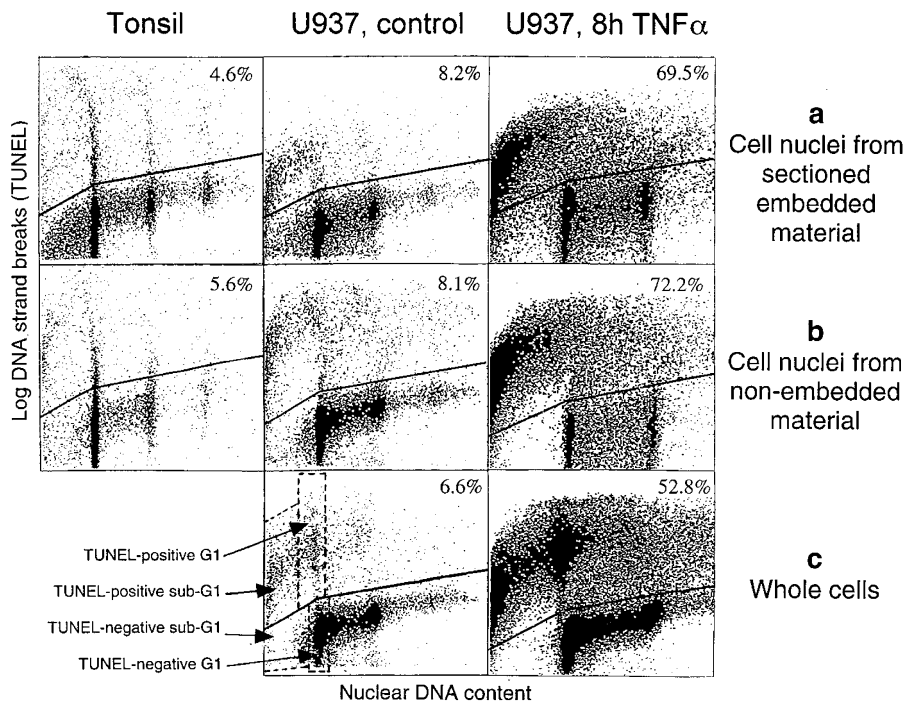 Tonsil
U937, control
U937, 8h TNFα
4.6%
8.2%
69.5%
a
Cell nuclei from
sectioned
embedded
material
5.6%
8.1%
72.2%
b
Cell nuclei from
non-embedded
material
6.6%
52.8%
c
Whole cells
Log DNA strand breaks (TUNEL)
TUNEL-positive G1
TUNEL-positive sub-G1
TUNEL-negative sub-G1
TUNEL-negative G1
Nuclear DNA content